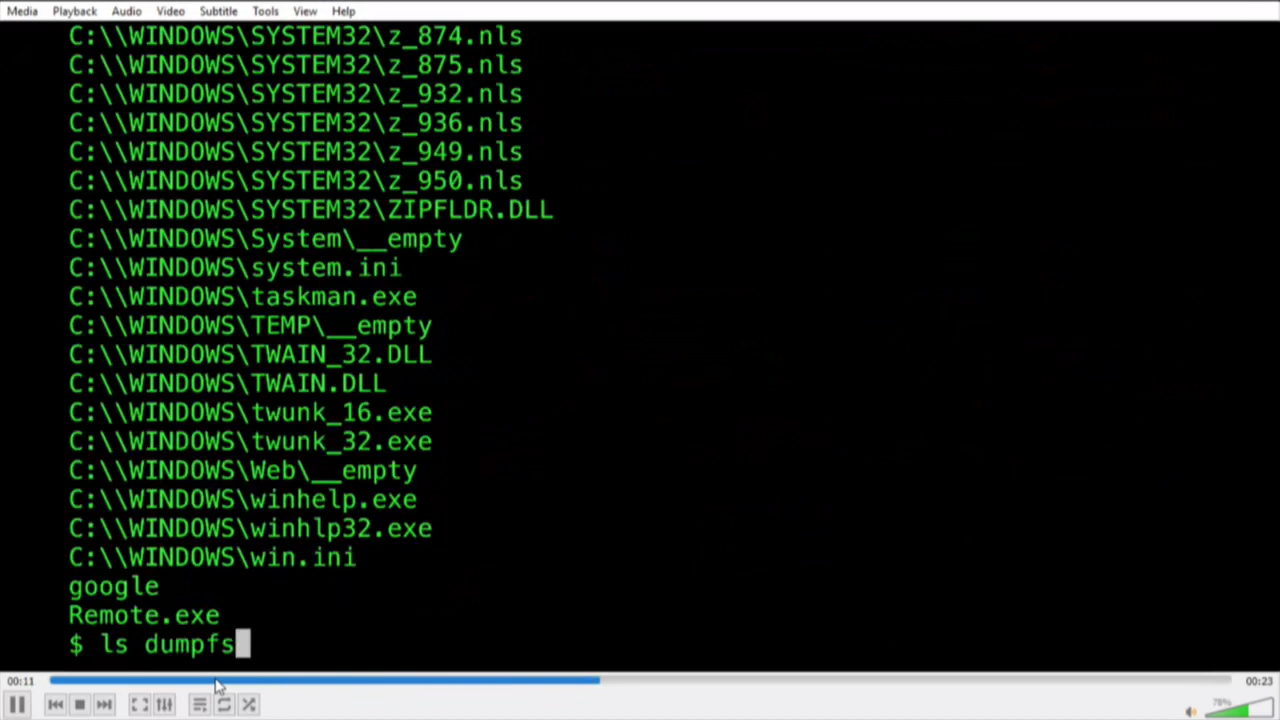 Media Playback Audio Video Subtitle Tools View Help
C:\\WINDOWS\SYSTEM32\z_874.nls
C:\\WINDOWS\SYSTEM32\z_875.nls
C:\\WINDOWS\SYSTEM32\z_932.nls
C:\\WINDOWS\SYSTEM32\z_936.nls
C:\\WINDOWS\SYSTEM32\z_949.nls
C:\\WINDOWS\SYSTEM32\z_950.nls
C:\\WINDOWS\SYSTEM32\ZIPFLDR.DLL
C:\\WINDOWS\System\__empty
C:\\WINDOWS\system.ini
C:\\WINDOWS\taskman.exe
C:\\WINDOWS\TEMP\__empty
C:\\WINDOWS\TWAIN_32.DLL
C:\\WINDOWS\TWAIN.DLL
C:\\WINDOWS\twunk_16.exe
C:\\WINDOWS\twunk_32.exe
C:\\WINDOWS\Web\__empty
C:\\WINDOWS\winhelp.exe
C:\\WINDOWS\winhlp32.exe
C:\\WINDOWS\win.ini
google
Remote.exe
$ ls dumpfs
00:11 00:23
78%